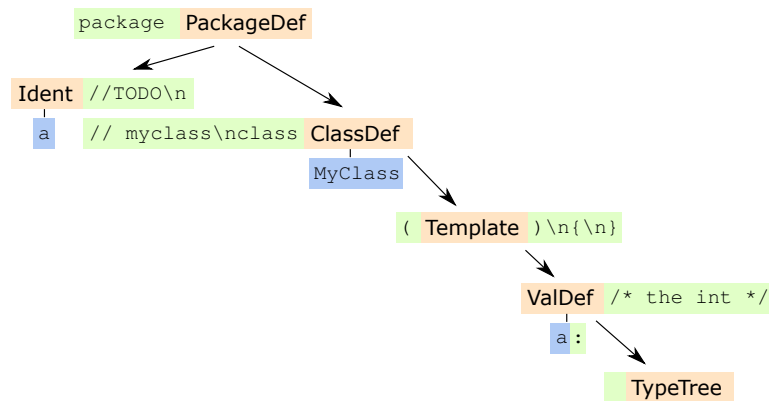 package PackageDef
Ident //TODO\n
a // myclass\nclass ClassDef
MyClass
( Template )\n{\n}
ValDef /* the int */
a :
TypeTree